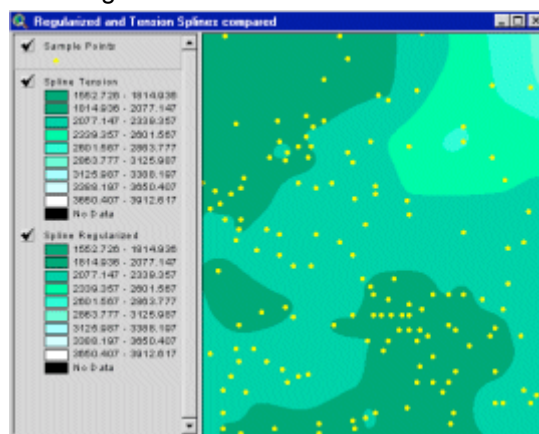 Regularized and Tension Splines compared
Sample Points
Spline Tension
1552.726 - 1814.936
1814.936 - 2077.147
2077.147 - 2339.357
2339.357 - 2601.567
2601.567 - 2863.777
2863.777 - 3125.987
3125.987 - 3388.197
3388.197 - 3650.407
3650.407 - 3912.617
No Data
Spline Regularized
1552.726 - 1814.936
1814.936 - 2077.147
2077.147 - 2339.357
2339.357 - 2601.567
2601.567 - 2863.777
2863.777 - 3125.987
3125.987 - 3388.197
3388.197 - 3650.407
3650.407 - 3912.617
No Data